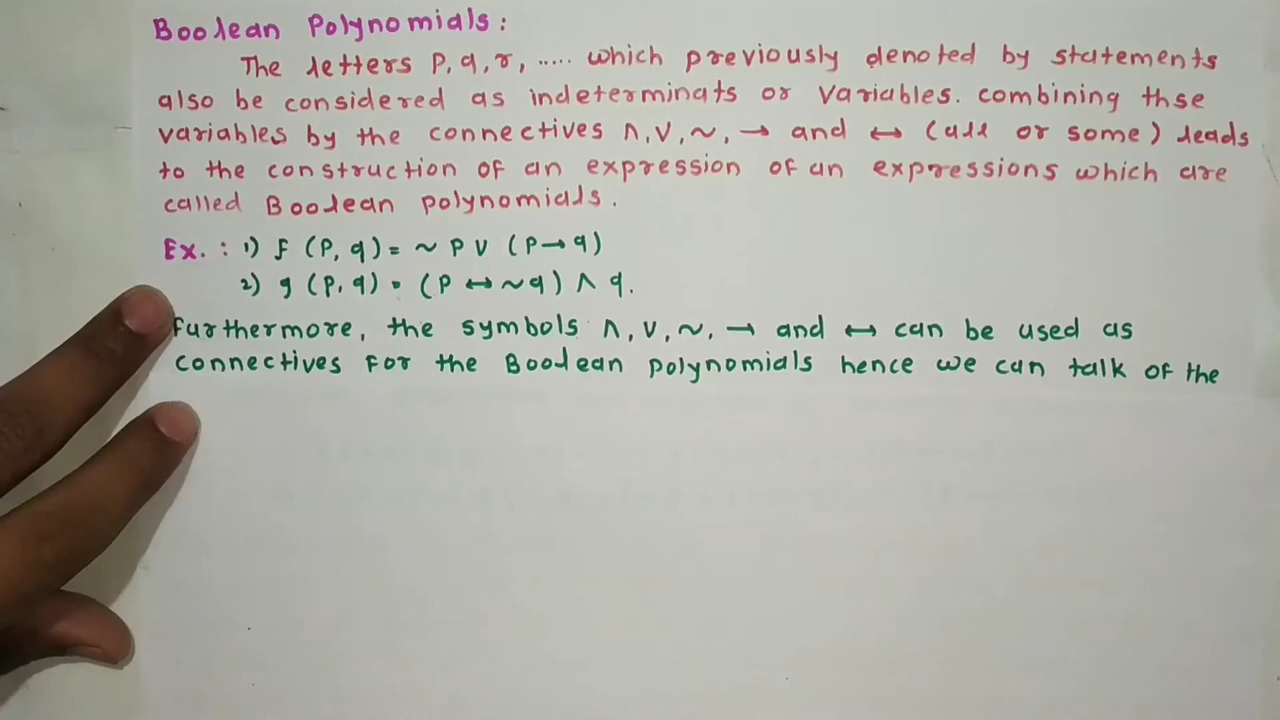 Boolean Polynomials:
The letters p, q, r, ..... which previously denoted by statements
also be considered as indeterminats or variables. combining thse
variables by the connectives ∧, ∨, ~, → and ↔ (all or some) leads
to the construction of an expression of an expressions which are
called Boolean polynomials.
Ex. : 1) f (p, q) = ~ p ∨ (p → q)
2) g (p, q) = (p ↔ ~q) ∧ q.
Furthermore, the symbols ∧, ∨, ~, → and ↔ can be used as
connectives for the Boolean polynomials hence we can talk of the